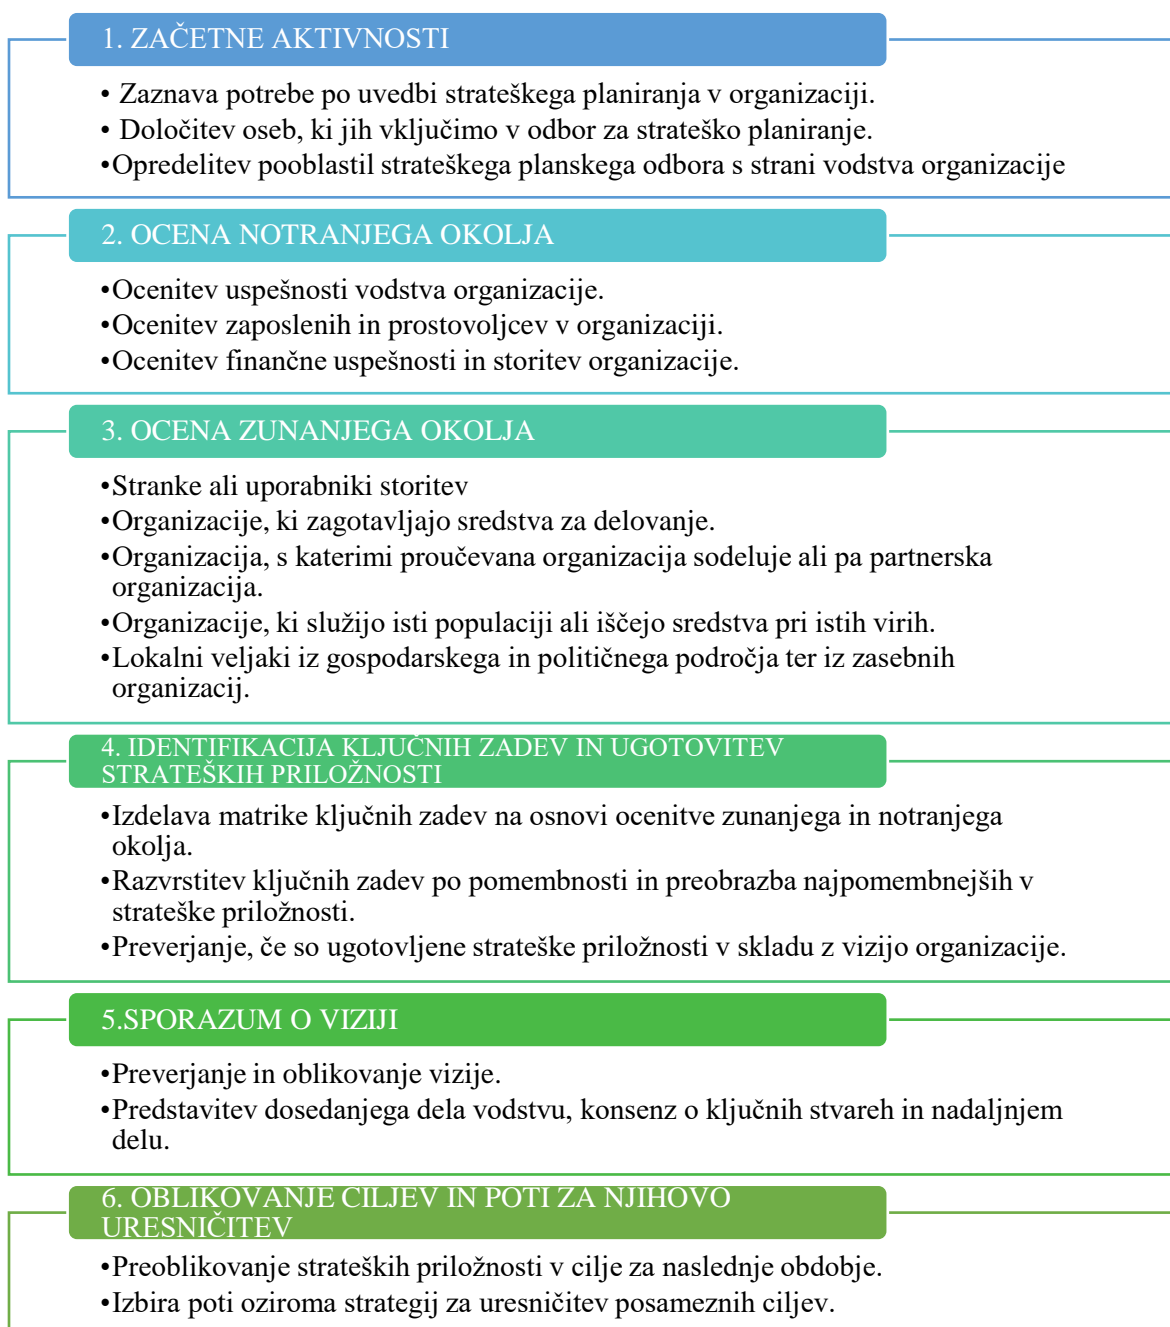 1. ZAČETNE AKTIVNOSTI
• Zaznava potrebe po uvedbi strateškega planiranja v organizaciji.
• Določitev oseb, ki jih vključimo v odbor za strateško planiranje.
•Opredelitev pooblastil strateškega planskega odbora s strani vodstva organizacije
2. OCENA NOTRANJEGA OKOLJA
•Ocenitev uspešnosti vodstva organizacije.
•Ocenitev zaposlenih in prostovoljcev v organizaciji.
•Ocenitev finančne uspešnosti in storitev organizacije.
3. OCENA ZUNANJEGA OKOLJA
•Stranke ali uporabniki storitev
•Organizacije, ki zagotavljajo sredstva za delovanje.
•Organizacija, s katerimi proučevana organizacija sodeluje ali pa partnerska
organizacija.
•Organizacije, ki služijo isti populaciji ali iščejo sredstva pri istih virih.
•Lokalni veljaki iz gospodarskega in političnega področja ter iz zasebnih
organizacij.
4. IDENTIFIKACIJA KLJUČNIH ZADEV IN UGOTOVITEV
STRATEŠKIH PRILOŽNOSTI
•Izdelava matrike ključnih zadev na osnovi ocenitve zunanjega in notranjega
okolja.
•Razvrstitev ključnih zadev po pomembnosti in preobrazba najpomembnejših v
strateške priložnosti.
•Preverjanje, če so ugotovljene strateške priložnosti v skladu z vizijo organizacije.
5.SPORAZUM O VIZIJI
•Preverjanje in oblikovanje vizije.
•Predstavitev dosedanjega dela vodstvu, konsenz o ključnih stvareh in nadaljnjem
delu.
6. OBLIKOVANJE CILJEV IN POTI ZA NJIHOVO
URESNIČITEV
•Preoblikovanje strateških priložnosti v cilje za naslednje obdobje.
•Izbira poti oziroma strategij za uresničitev posameznih ciljev.